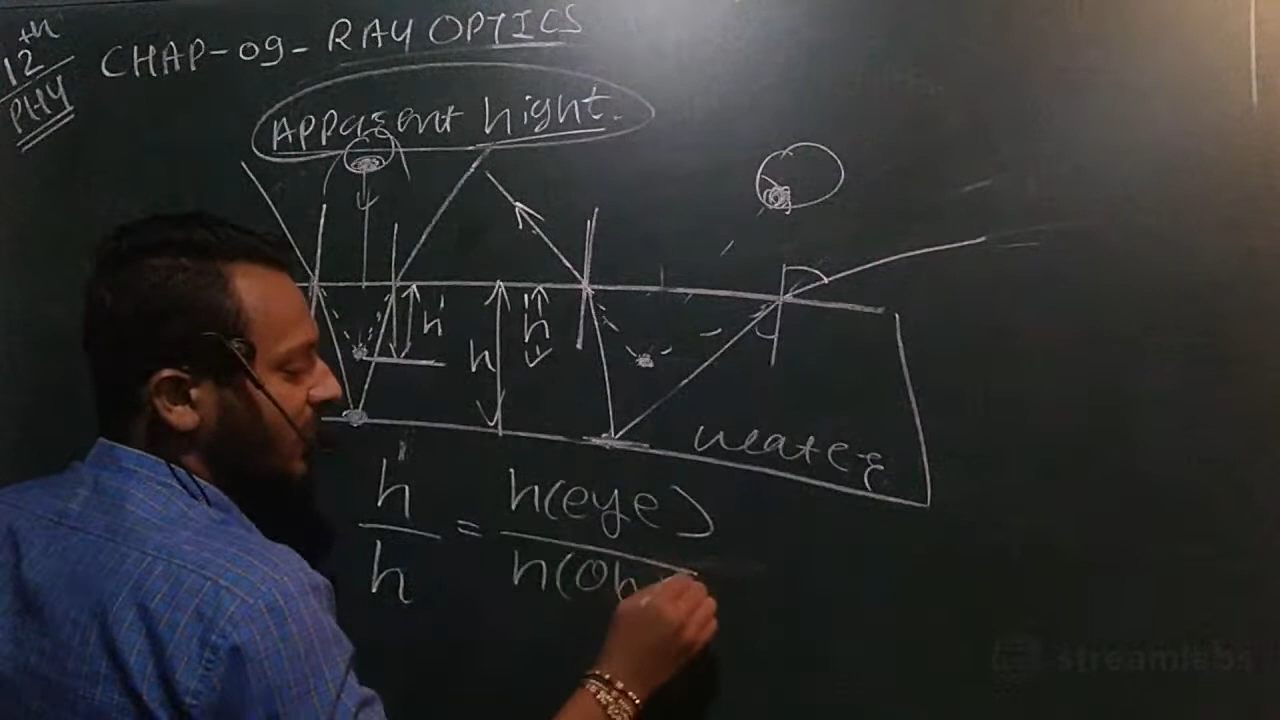 12th
PHY
CHAP-09-RAY OPTICS
Apparent hight.
h'
h
h'
water
h'/h = n(eye)/n(Ob
streamlabs